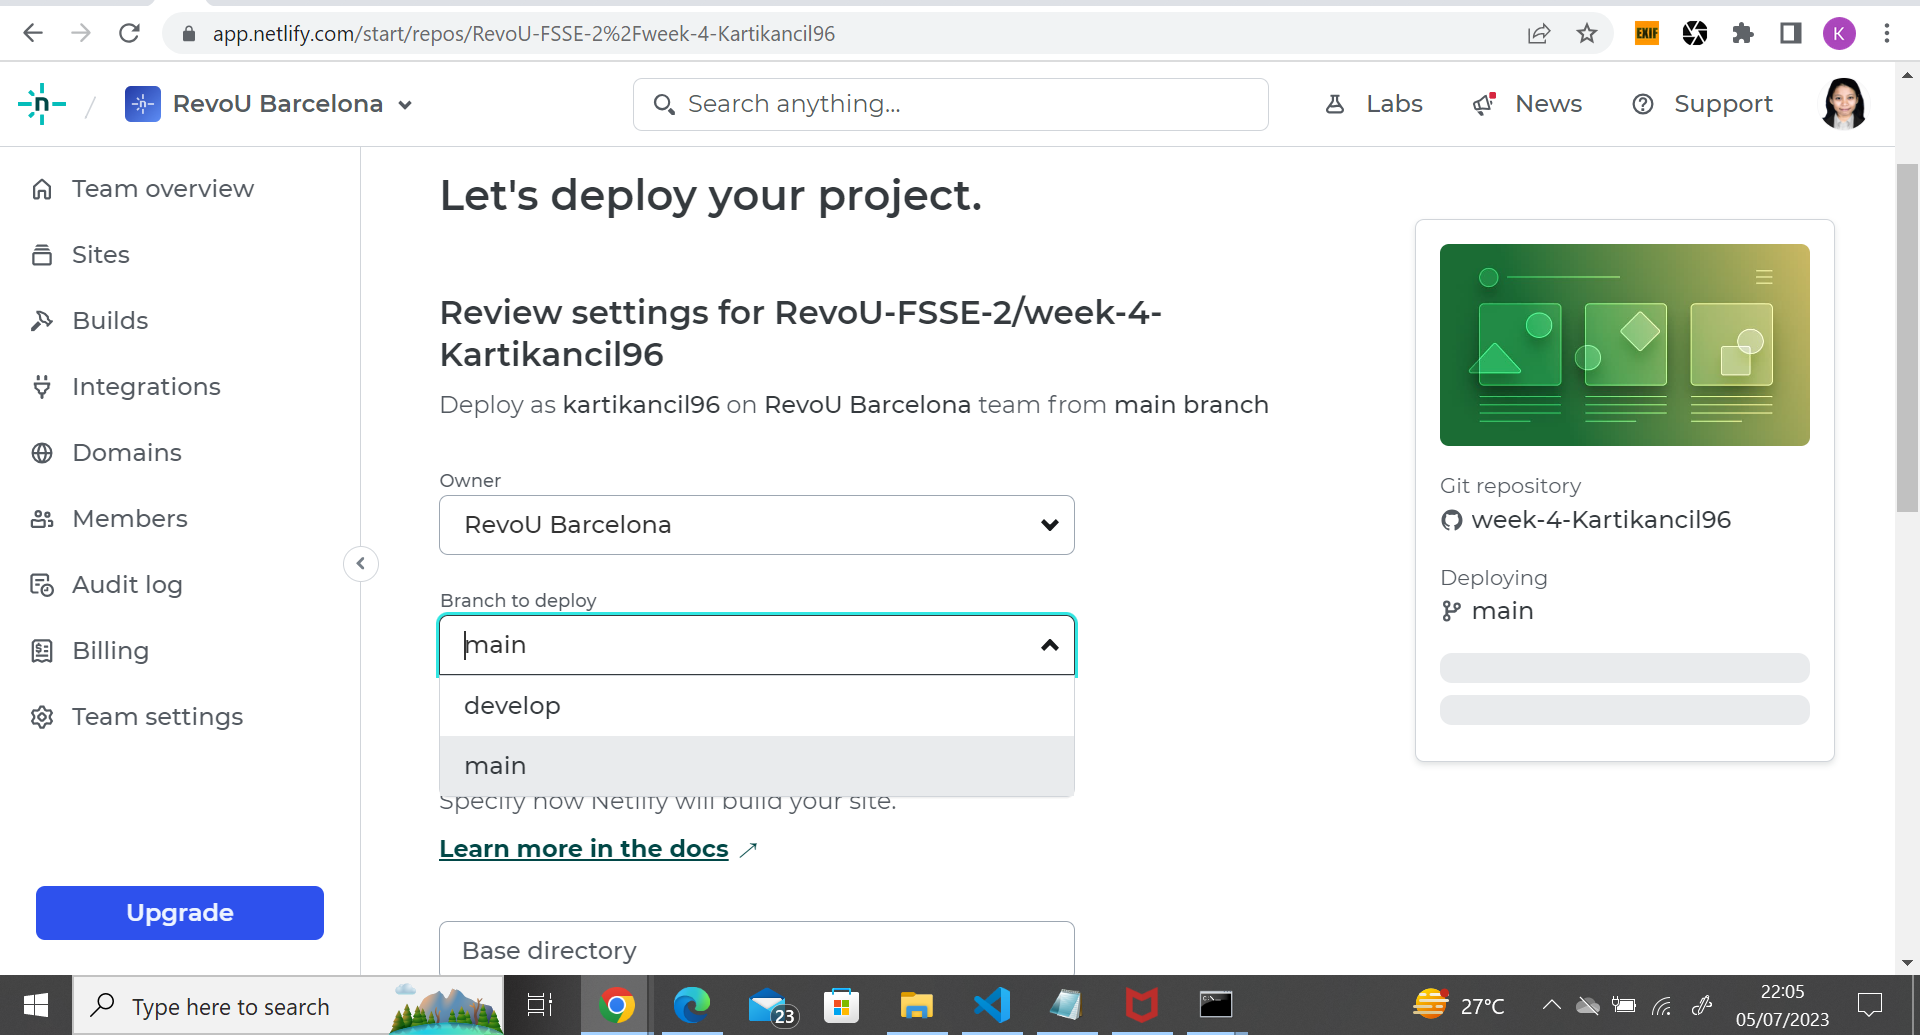 app.netlify.com/start/repos/RevoU-FSSE-2%2Fweek-4-Kartikancil96
EXIF
K
n
RevoU Barcelona
Search anything...
Labs
News
Support
Team overview
Sites
Builds
Integrations
Domains
Members
Audit log
Billing
Team settings
Upgrade
Let's deploy your project.
Review settings for RevoU-FSSE-2/week-4-
Kartikancil96
Deploy as kartikancil96 on RevoU Barcelona team from main branch
Owner
RevoU Barcelona
Branch to deploy
main
develop
main
Specify how Netlify will build your site.
Learn more in the docs
Base directory
Git repository
week-4-Kartikancil96
Deploying
main
Type here to search
23
27°C
22:05
05/07/2023